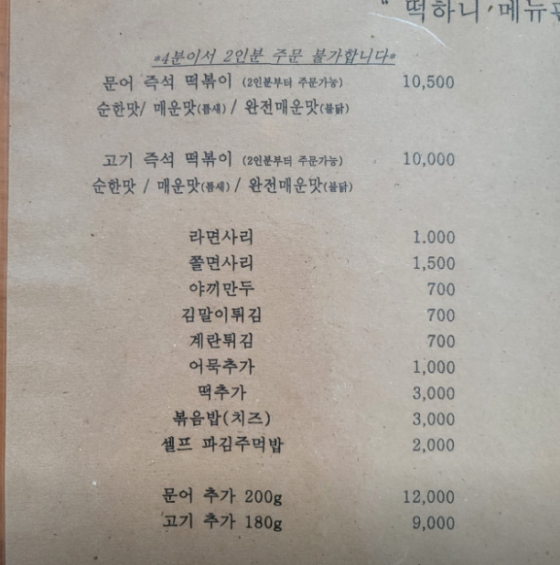 " 떡하니'메뉴
*4분이서 2인분 주문 불가합니다*
문어 즉석 떡볶이 (2인분부터 주문가능) 10,500
순한맛/ 매운맛(틈새) / 완전매운맛(불닭)
고기 즉석 떡볶이 (2인분부터 주문가능) 10,000
순한맛 / 매운맛(틈새) / 완전매운맛(불닭)
라면사리 1.000
쫄면사리 1,500
야끼만두 700
김말이튀김 700
계란튀김 700
어묵추가 1,000
떡추가 3,000
볶음밥(치즈) 3,000
셀프 파김주먹밥 2,000
문어 추가 200g 12,000
고기 추가 180g 9,000